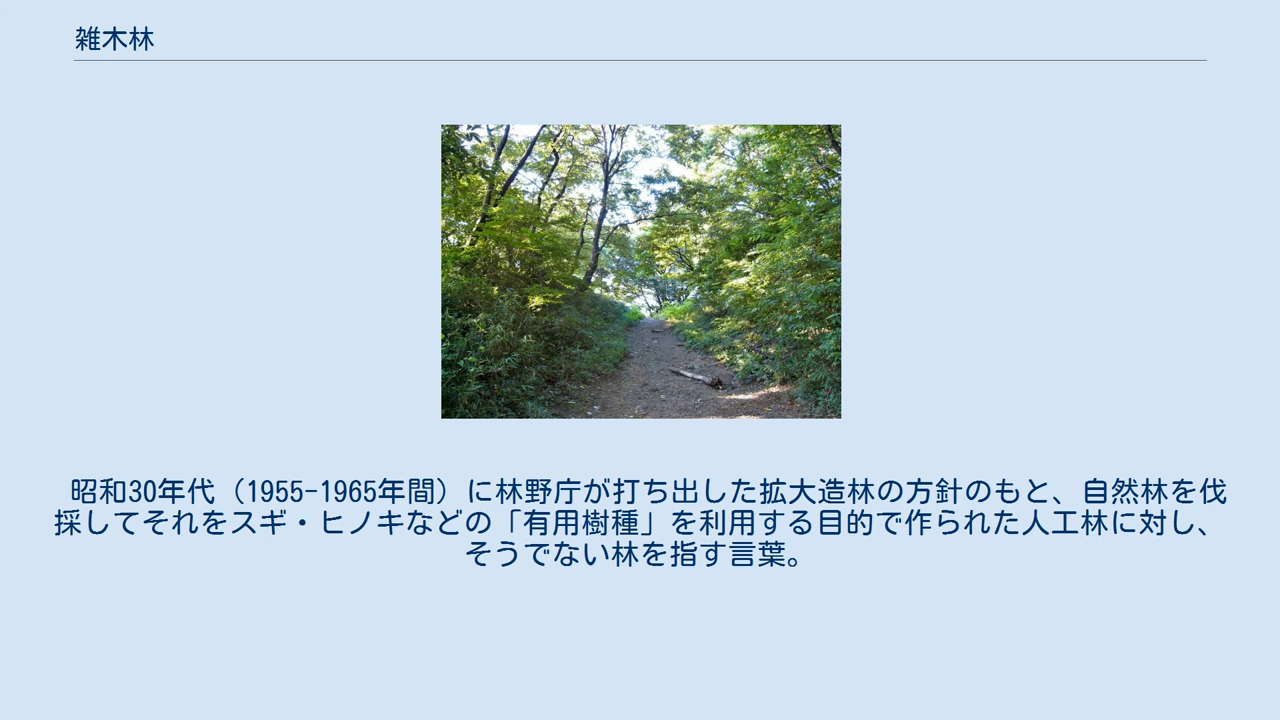 雑木林
昭和30年代（1955-1965年間）に林野庁が打ち出した拡大造林の方針のもと、自然林を伐
採してそれをスギ・ヒノキなどの「有用樹種」を利用する目的で作られた人工林に対し、
そうでない林を指す言葉。